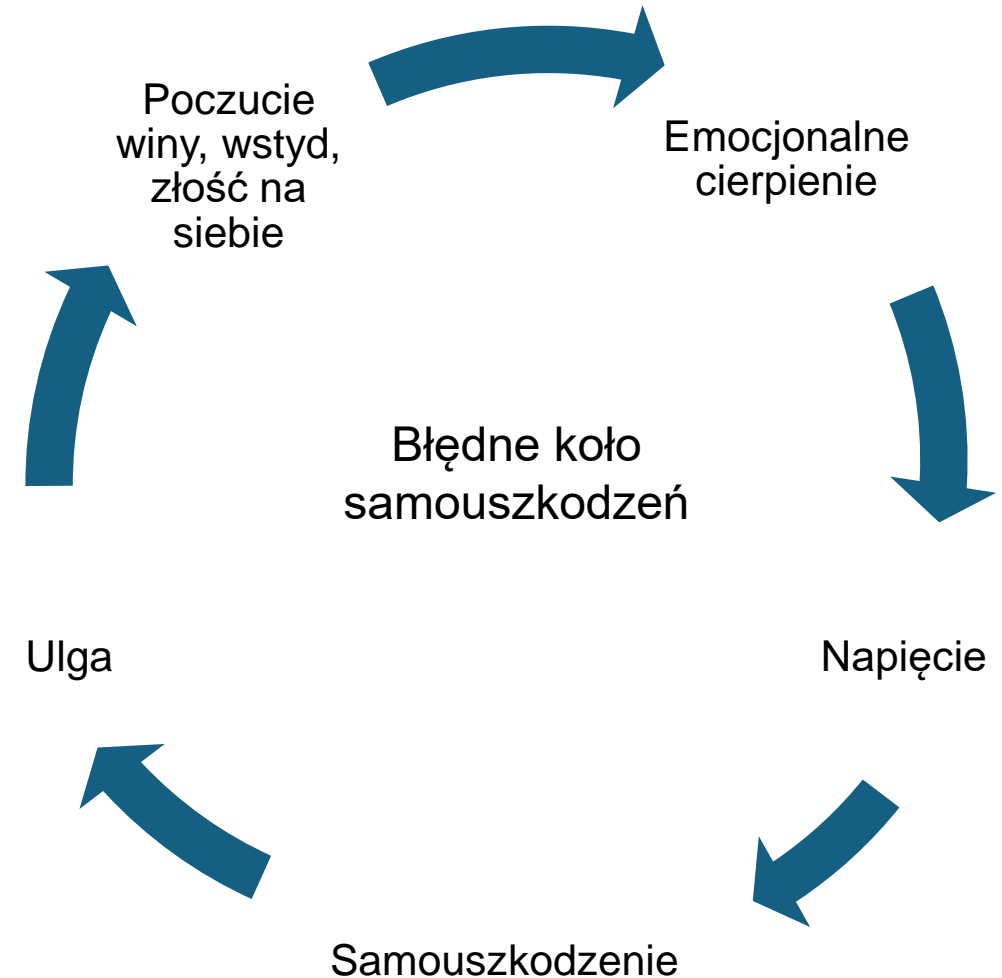 Poczucie
winy, wstyd,
złość na
siebie
Emocjonalne
cierpienie
Błędne koło
samouszkodzeń
Ulga
Napięcie
Samouszkodzenie